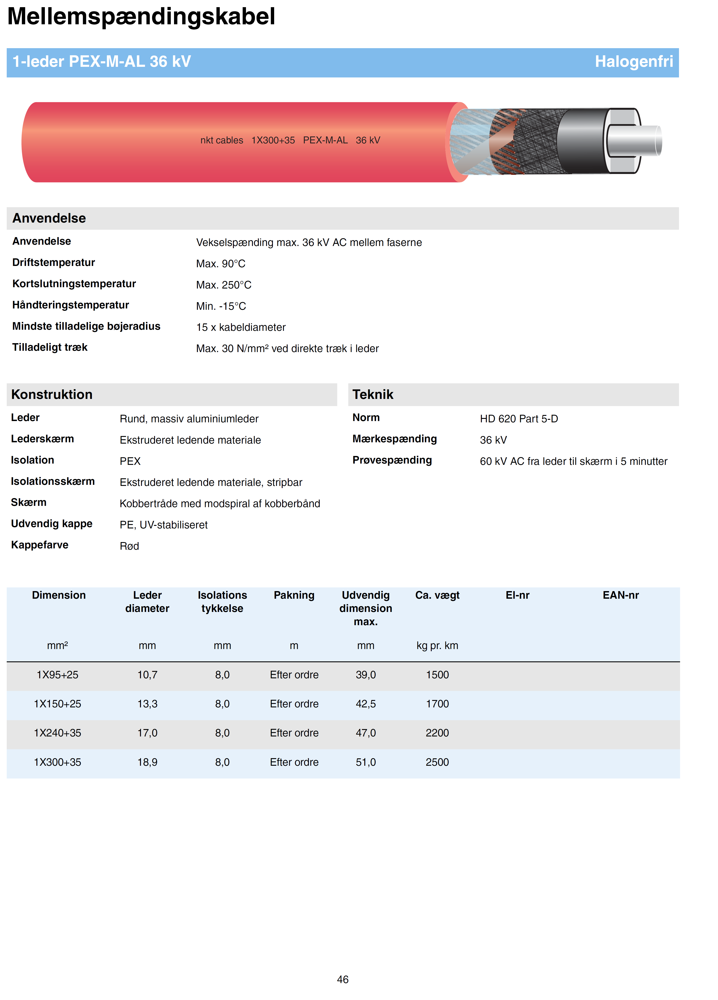 Mellemspændingskabel
1-leder PEX-M-AL 36 kV Halogenfri
nkt cables 1X300+35 PEX-M-AL 36 kV
Anvendelse
Anvendelse Vekselspænding max. 36 kV AC mellem faserne
Driftstemperatur Max. 90°C
Kortslutningstemperatur Max. 250°C
Håndteringstemperatur Min. -15°C
Mindste tilladelige bøjeradius 15 x kabeldiameter
Tilladeligt træk Max. 30 N/mm² ved direkte træk i leder
Konstruktion
Leder Rund, massiv aluminiumleder
Lederskærm Ekstruderet ledende materiale
Isolation PEX
Isolationsskærm Ekstruderet ledende materiale, stripbar
Skærm Kobbertråde med modspiral af kobberbånd
Udvendig kappe PE, UV-stabiliseret
Kappefarve Rød
Teknik
Norm HD 620 Part 5-D
Mærkespænding 36 kV
Prøvespænding 60 kV AC fra leder til skærm i 5 minutter
Dimension Leder Isolations Pakning Udvendig Ca. vægt El-nr EAN-nr
diameter tykkelse dimension
max.
mm² mm mm m mm kg pr. km
1X95+25 10,7 8,0 Efter ordre 39,0 1500
1X150+25 13,3 8,0 Efter ordre 42,5 1700
1X240+35 17,0 8,0 Efter ordre 47,0 2200
1X300+35 18,9 8,0 Efter ordre 51,0 2500
46